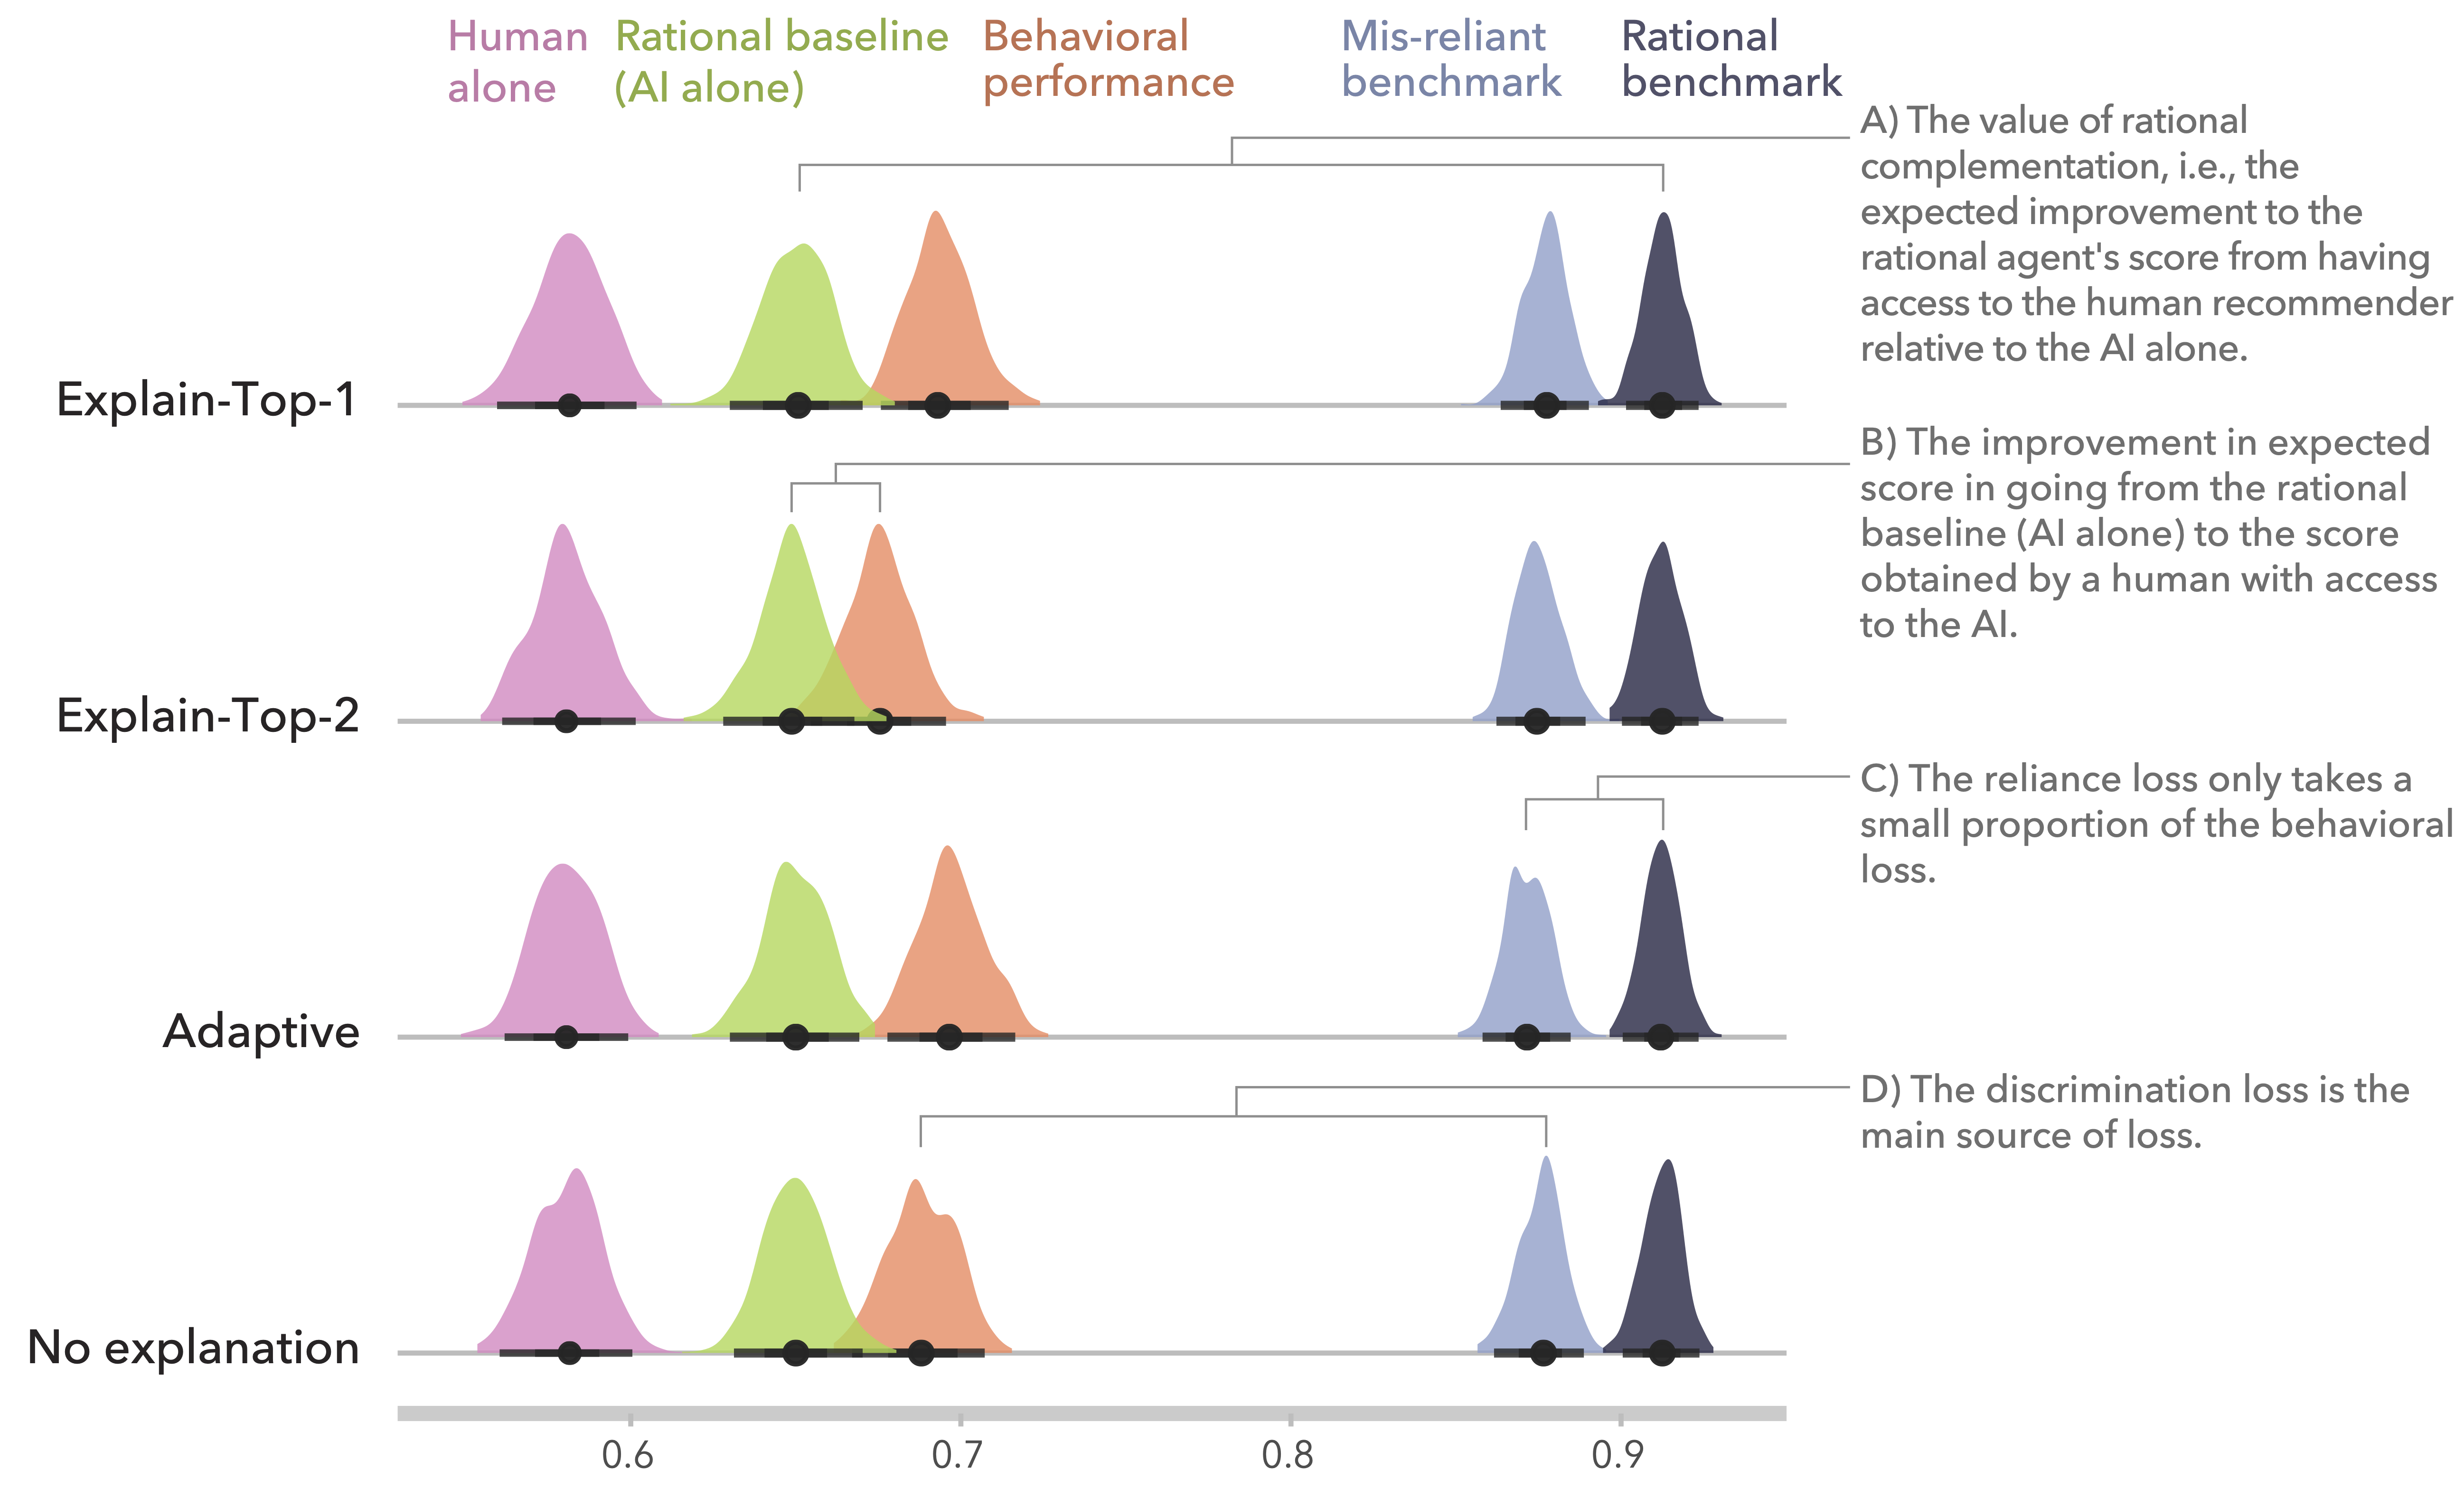 Human
alone
Rational baseline
(AI alone)
Behavioral
performance
Mis-reliant
benchmark
Rational
benchmark
A) The value of rational
complementation, i.e., the
expected improvement to the
rational agent's score from having
access to the human recommender
relative to the AI alone.
Explain-Top-1
B) The improvement in expected
score in going from the rational
baseline (AI alone) to the score
obtained by a human with access
to the AI.
Explain-Top-2
C) The reliance loss only takes a
small proportion of the behavioral
loss.
Adaptive
D) The discrimination loss is the
main source of loss.
No explanation
0.6
0.7
0.8
0.9